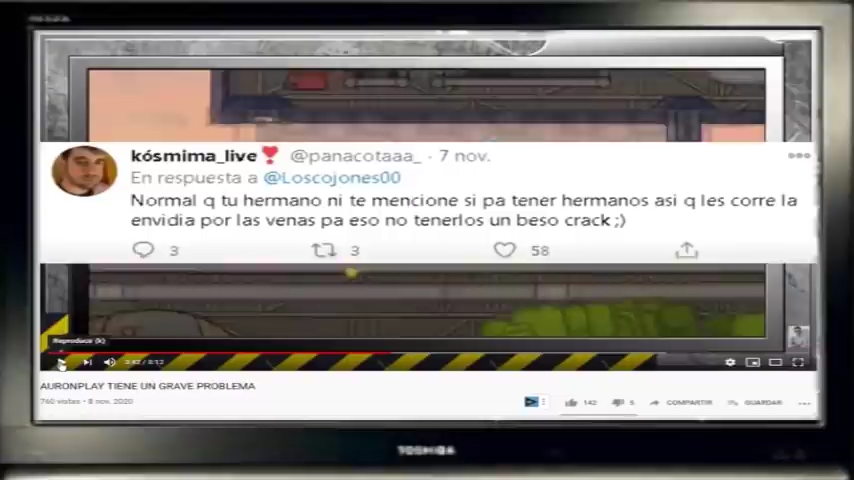 kósmima_live @panacotaaa_ · 7 nov.
En respuesta a @Loscojones00
Normal q tu hermano ni te mencione si pa tener hermanos asi q les corre la
envidia por las venas pa eso no tenerlos un beso crack ;)
3 3 58
Reproducir (k)
3:42 / 8:12
AURONPLAY TIENE UN GRAVE PROBLEMA
760 vistas • 8 nov. 2020
142 5 COMPARTIR GUARDAR
TOSHIBA